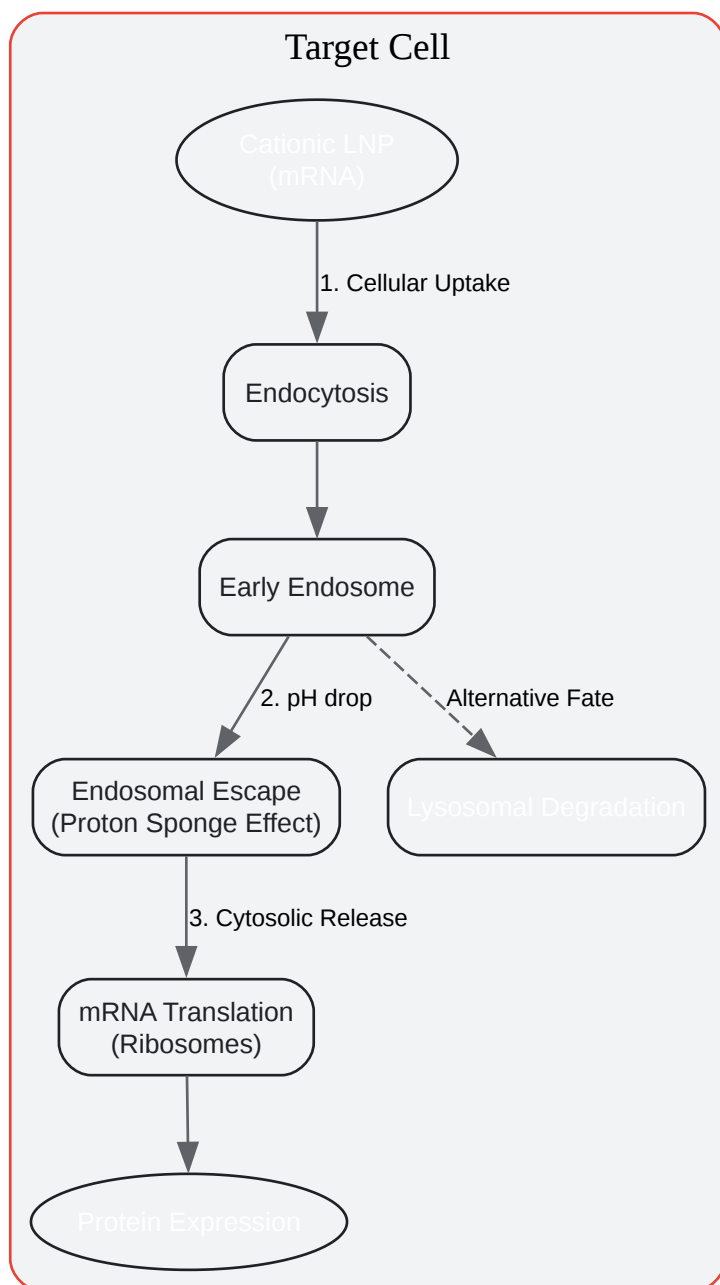 Target Cell
Cationic LNP
(mRNA)
1. Cellular Uptake
Endocytosis
Early Endosome
2. pH drop
Alternative Fate
Endosomal Escape
(Proton Sponge Effect)
Lysosomal Degradation
3. Cytosolic Release
mRNA Translation
(Ribosomes)
Protein Expression